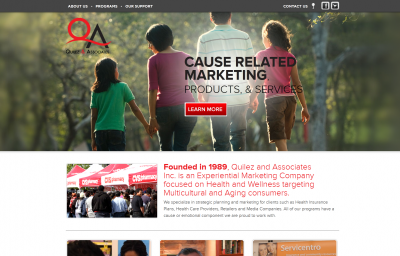 ABOUT US • PROGRAMS • OUR SUPPORT
CONTACT US
QA
CAUSE RELATED
MARKETING
PRODUCTS, & SERVICES
LEARN MORE
Founded in 1989, Quilez and Associates
Inc. is an Experiential Marketing Company
focused on Health and Wellness targeting
Multicultural and Aging consumers.
We specialize in strategic planning and marketing for clients such as Health Insurance
Plans, Health Care Providers, Retailers and Media Companies. All of our programs have a
cause or emotional component we are proud to work with.
Servicentro